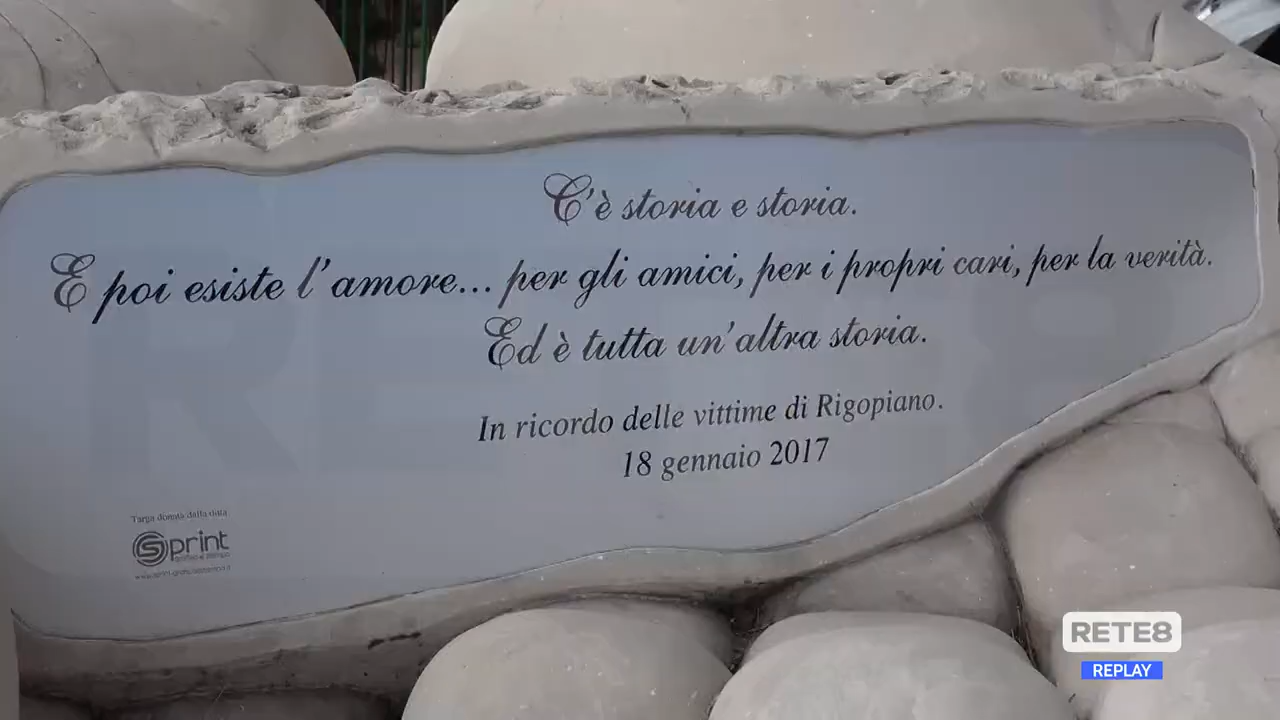 C'è storia e storia.
E poi esiste l'amore... per gli amici, per i propri cari, per la verità.
Ed è tutta un'altra storia.
In ricordo delle vittime di Rigopiano.
18 gennaio 2017
Targa donata dalla ditta
Sprint
RETE8
REPLAY